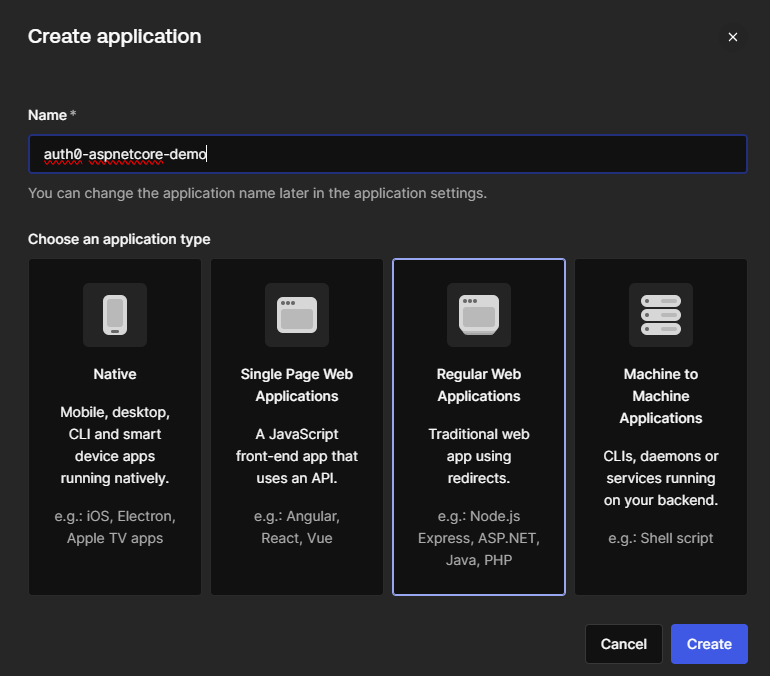 Create application
Name *
auth0-aspnetcore-demo
You can change the application name later in the application settings.
Choose an application type
Native
Mobile, desktop,
CLI and smart
device apps
running natively.
e.g.: iOS, Electron,
Apple TV apps
Single Page Web
Applications
A JavaScript
front-end app that
uses an API.
e.g.: Angular,
React, Vue
Regular Web
Applications
Traditional web
app using
redirects.
e.g.: Node.js
Express, ASP.NET,
Java, PHP
Machine to
Machine
Applications
CLIs, daemons or
services running
on your backend.
e.g.: Shell script
Cancel
Create